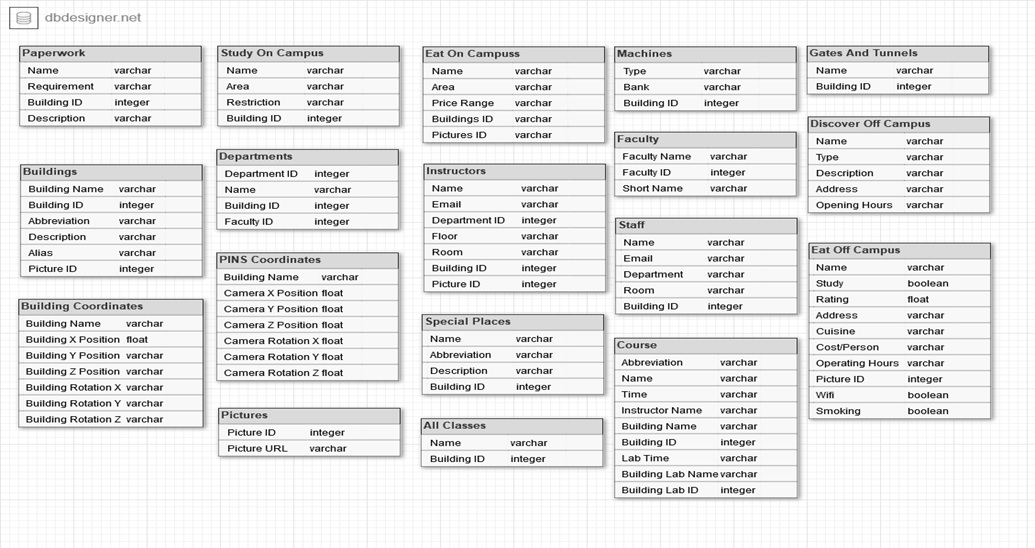 dbdesigner.net
Paperwork
Name varchar
Requirement varchar
Building ID integer
Description varchar
Buildings
Building Name varchar
Building ID integer
Abbreviation varchar
Description varchar
Alias varchar
Picture ID integer
Building Coordinates
Building Name varchar
Building X Position float
Building Y Position varchar
Building Z Position varchar
Building Rotation X varchar
Building Rotation Y varchar
Building Rotation Z varchar
Study On Campus
Name varchar
Area varchar
Restriction varchar
Building ID integer
Departments
Department ID integer
Name varchar
Building ID integer
Faculty ID integer
PINS Coordinates
Building Name varchar
Camera X Position float
Camera Y Position float
Camera Z Position float
Camera Rotation X float
Camera Rotation Y float
Camera Rotation Z float
Pictures
Picture ID integer
Picture URL varchar
Eat On Campuss
Name varchar
Area varchar
Price Range varchar
Buildings ID varchar
Pictures ID varchar
Instructors
Name varchar
Email varchar
Department ID integer
Floor varchar
Room varchar
Building ID integer
Picture ID integer
Special Places
Name varchar
Abbreviation varchar
Description varchar
Building ID integer
All Classes
Name varchar
Building ID integer
Machines
Type varchar
Bank varchar
Building ID integer
Faculty
Faculty Name varchar
Faculty ID integer
Short Name varchar
Staff
Name varchar
Email varchar
Department varchar
Room varchar
Building ID integer
Course
Abbreviation varchar
Name varchar
Time varchar
Instructor Name varchar
Building Name varchar
Building ID integer
Lab Time varchar
Building Lab Name varchar
Building Lab ID integer
Gates And Tunnels
Name varchar
Building ID integer
Discover Off Campus
Name varchar
Type varchar
Description varchar
Address varchar
Opening Hours varchar
Eat Off Campus
Name varchar
Study boolean
Rating float
Address varchar
Cuisine varchar
Cost/Person varchar
Operating Hours varchar
Picture ID integer
Wifi boolean
Smoking boolean